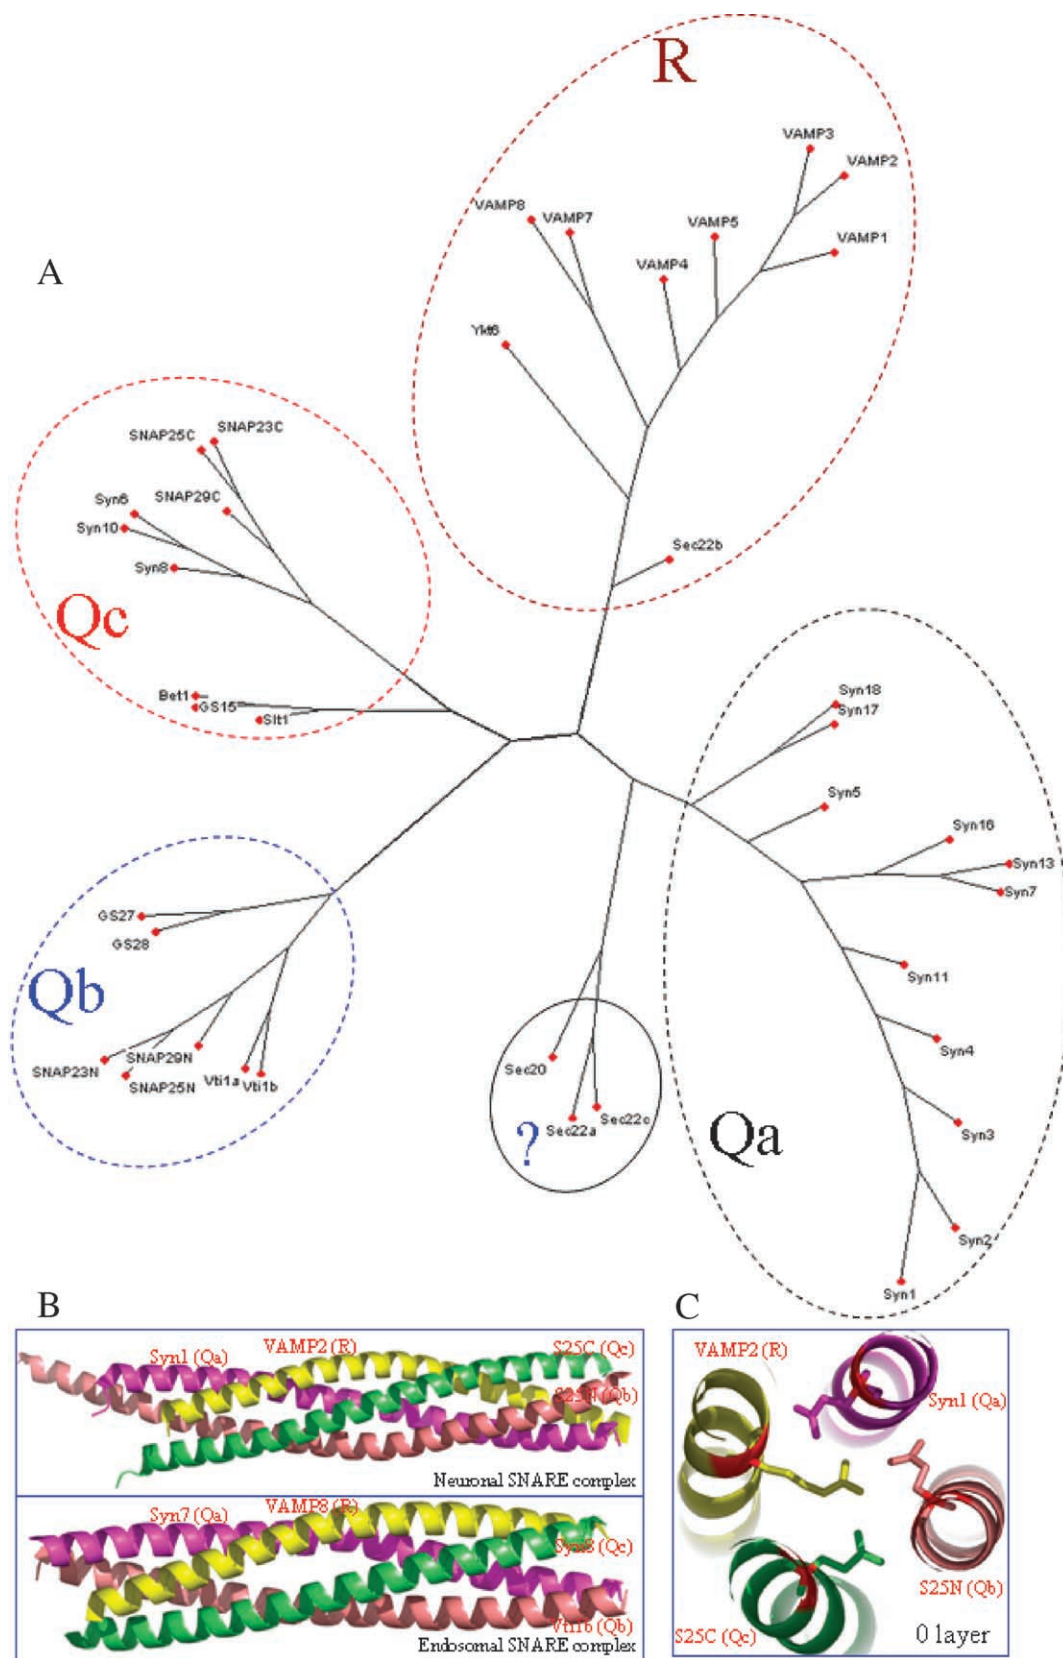 R
VAMP3
VAMP2
VAMP8
VAMP7
VAMP5
VAMP1
A
VAMP4
Ykt6
SNAP23C
SNAP25C
Syn6
SNAP29C
Syn10
Sec22b
Syn8
Qc
Bet1
GS15
Slt1
Syn18
Syn17
Syn5
Syn16
Syn13
Syn7
GS27
GS28
Syn11
Qb
Syn4
SNAP29N
SNAP23N
SNAP25N
Vti1a
Vti1b
Sec20
Sec22c
Sec22a
?
Syn3
Qa
Syn2
Syn1
B
C
VAMP2 (R)
Syn1 (Qa)
S25C (Qc)
S25N (Qb)
Neuronal SNARE complex
VAMP8 (R)
Syn7 (Qa)
Syn8 (Qc)
Vti1b (Qb)
Endosomal SNARE complex
VAMP2 (R)
Syn1 (Qa)
S25N (Qb)
S25C (Qc)
0 layer